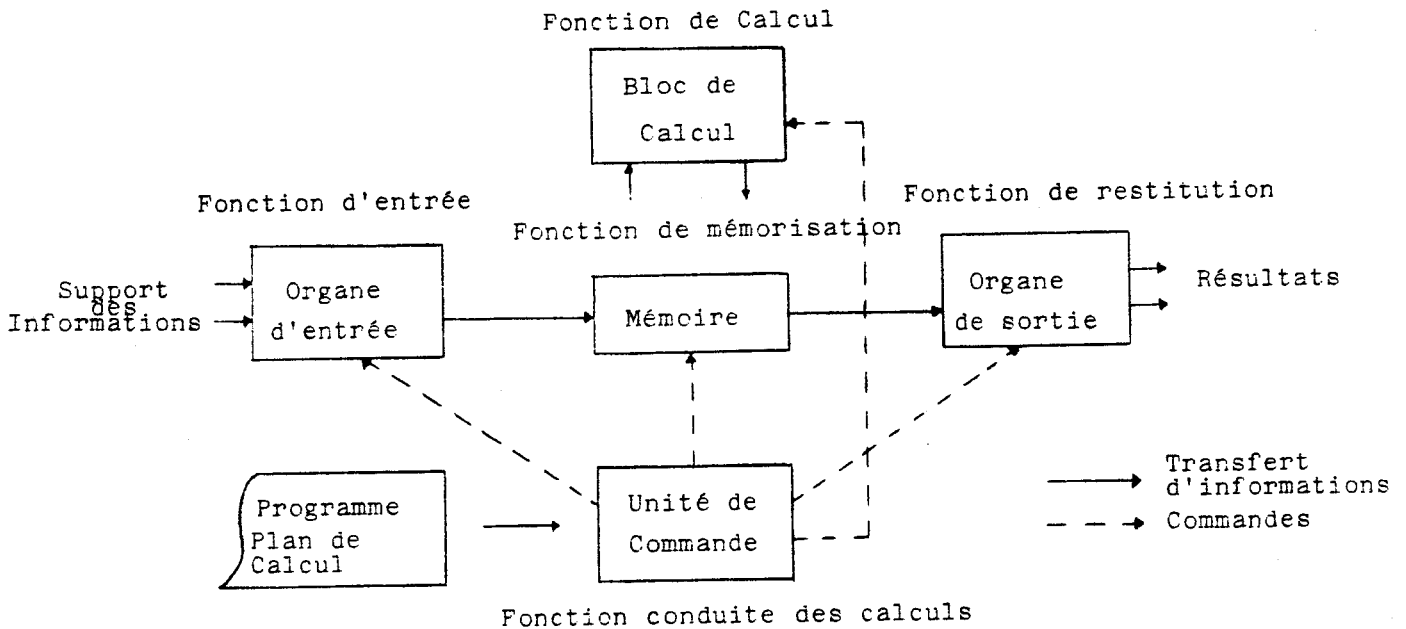 Fonction de Calcul
Bloc de
Calcul
Fonction d'entrée
Fonction de restitution
Fonction de mémorisation
Support
des
Informations
Organe
d'entrée
Mémoire
Organe
de sortie
Résultats
Programme
Plan de
Calcul
Unité de
Commande
Transfert
d'informations
Commandes
Fonction conduite des calculs